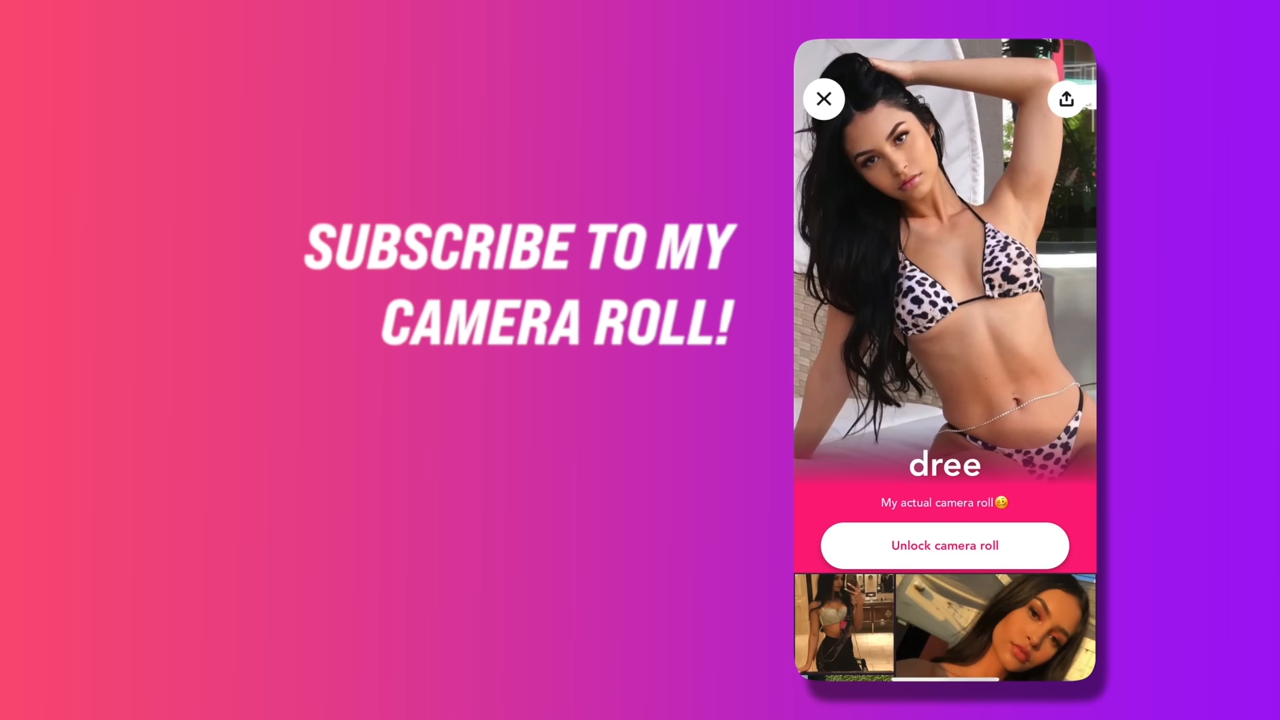 SUBSCRIBE TO MY
CAMERA ROLL!
dree
My actual camera roll🥴
Unlock camera roll